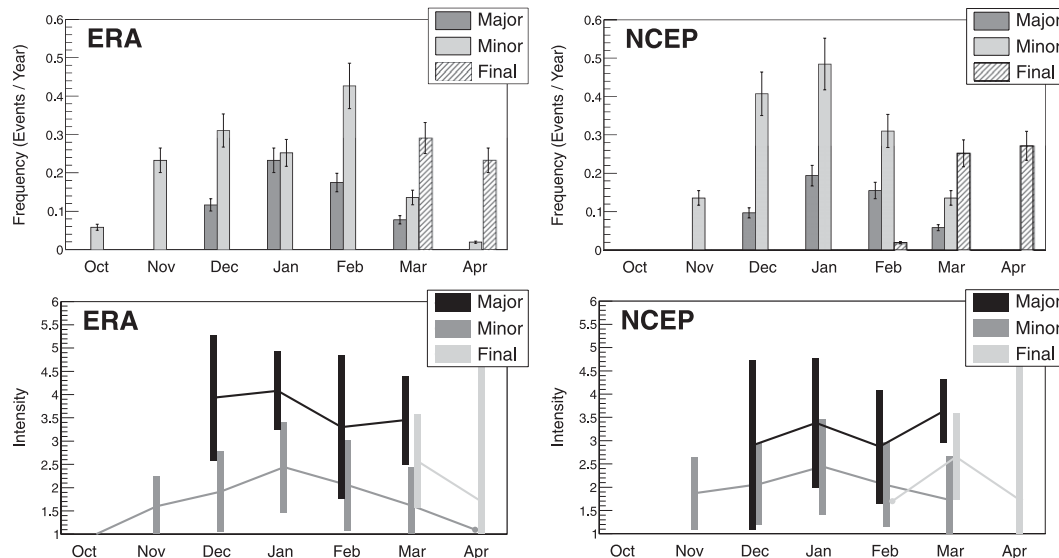 ERA
Major
Minor
Final
Frequency (Events / Year)
0.6
0.5
0.4
0.3
0.2
0.1
0
Oct Nov Dec Jan Feb Mar Apr
NCEP
Major
Minor
Final
Frequency (Events / Year)
0.6
0.5
0.4
0.3
0.2
0.1
0
Oct Nov Dec Jan Feb Mar Apr
ERA
Major
Minor
Final
Intensity
6
5.5
5
4.5
4
3.5
3
2.5
2
1.5
1
Oct Nov Dec Jan Feb Mar Apr
NCEP
Major
Minor
Final
Intensity
6
5.5
5
4.5
4
3.5
3
2.5
2
1.5
1
Oct Nov Dec Jan Feb Mar Apr